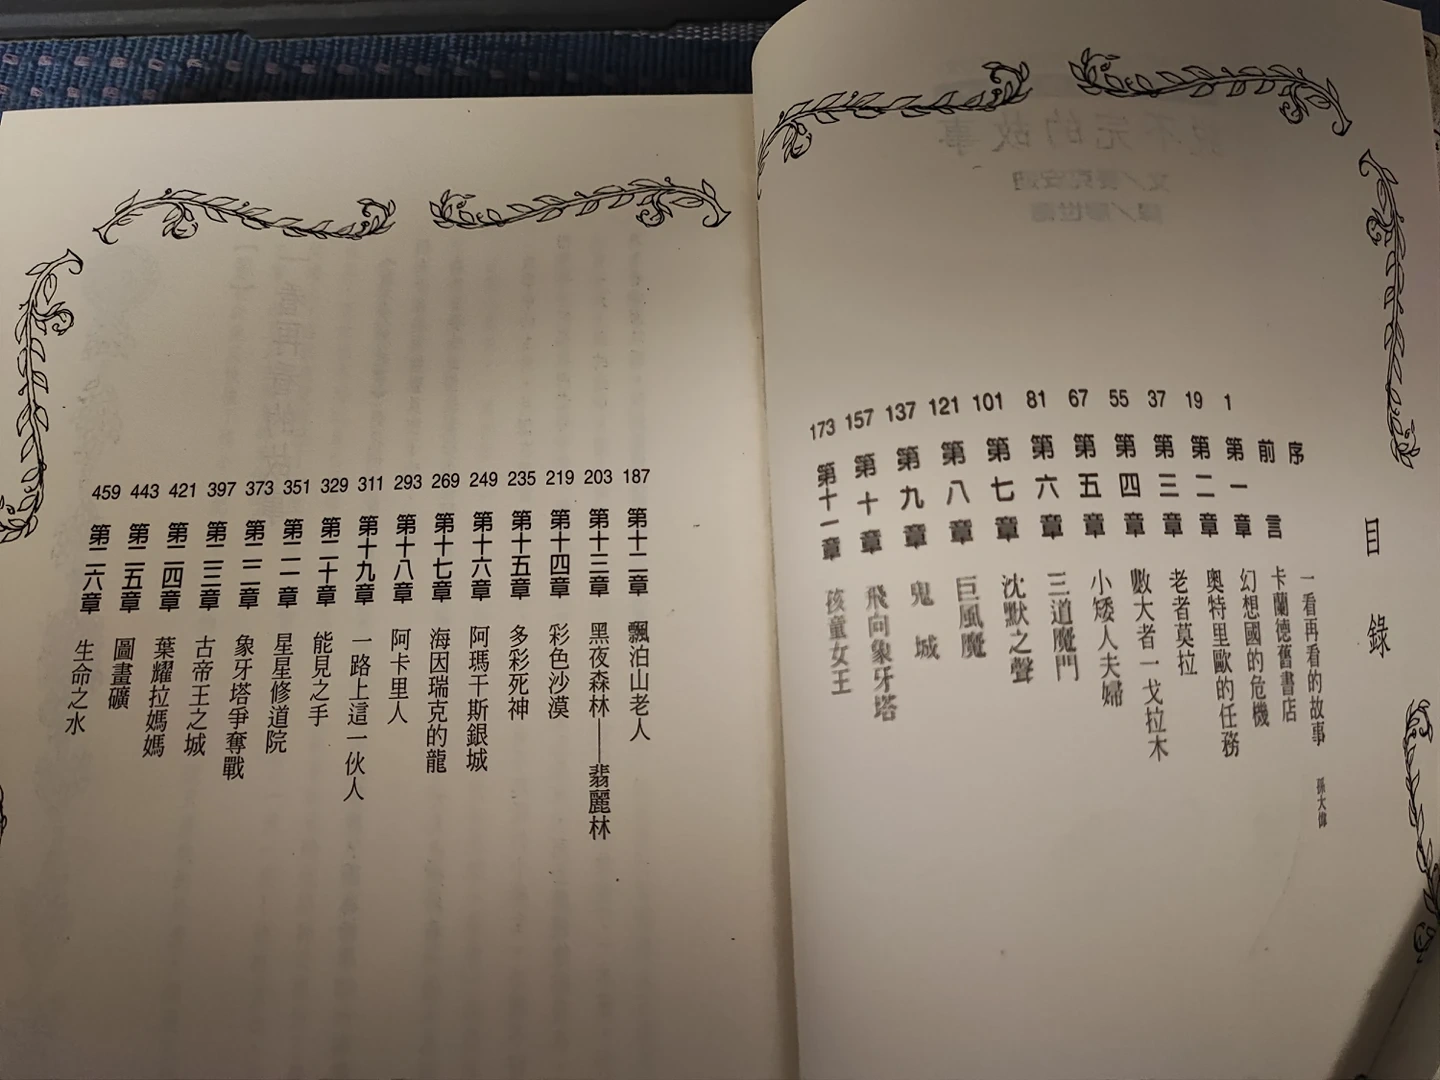 目錄
序 一看再看的故事 孫大偉
前言 卡蘭德舊書店
1 第一章 幻想國的危機
19 第二章 奧特里歐的任務
37 第三章 老者莫拉
55 第四章 數大者一戈拉木
67 第五章 小矮人夫婦
81 第六章 三道魔門
101 第七章 沈默之聲
121 第八章 巨風魔
137 第九章 鬼城
157 第十章 飛向象牙塔
173 第十一章 孩童女王
187 第十二章 飄泊山老人
203 第十三章 黑夜森林——翡麗林
219 第十四章 彩色沙漠
235 第十五章 多彩死神
249 第十六章 阿瑪干斯銀城
269 第十七章 海因瑞克的龍
293 第十八章 阿卡里人
311 第十九章 一路上這一伙人
329 第二十章 能見之手
351 第二一章 星星修道院
373 第二二章 象牙塔爭奪戰
397 第二三章 古帝王之城
421 第二四章 葉耀拉媽媽
443 第二五章 圖畫礦
459 第二六章 生命之水